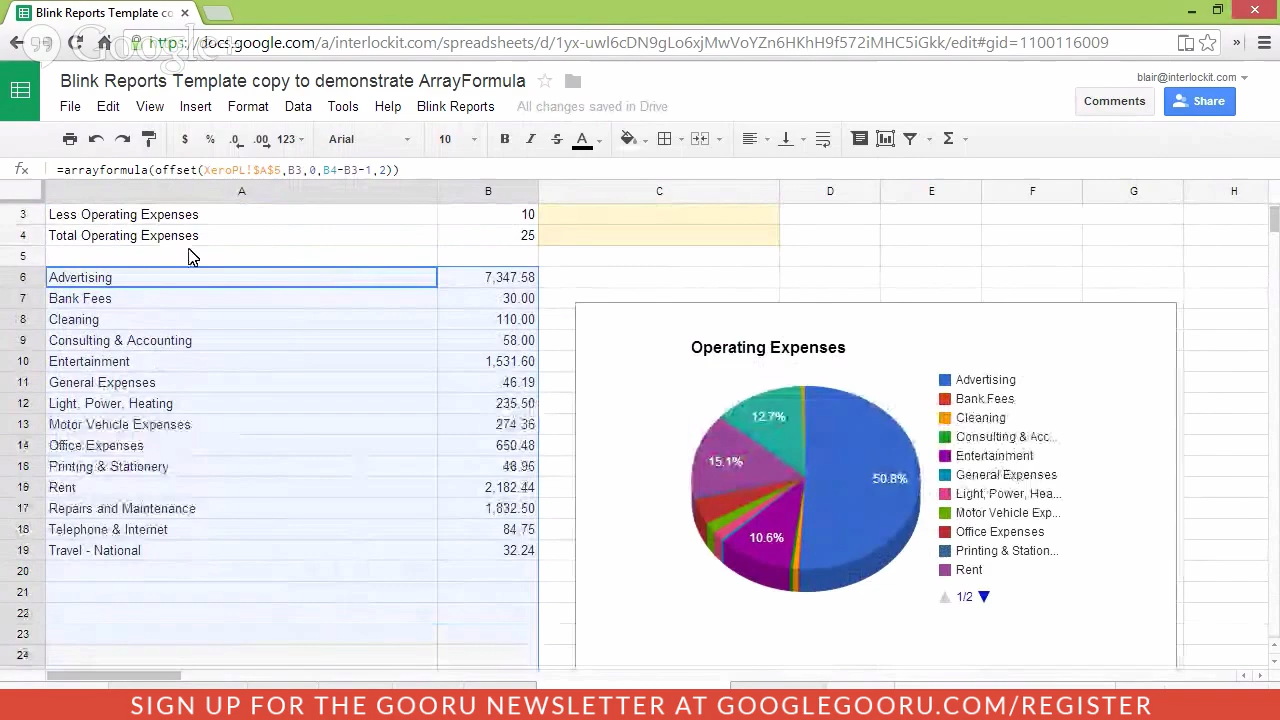 Blink Reports Template co
Google+
https://docs.google.com/a/interlockit.com/spreadsheets/d/1yx-uwl6cDN9gLo6xjMwVoYZn6HKhH9f572iMHC5iGkk/edit#gid=1100116009
Blink Reports Template copy to demonstrate ArrayFormula
blair@interlockit.com
File Edit View Insert Format Data Tools Help Blink Reports All changes saved in Drive
Comments Share
$ % .0 .00 123 Arial 10 B I S A Σ
fx =arrayformula(offset(XeroPL!$A$5,B3,0,B4-B3-1,2))
A B C D E F G H
3 Less Operating Expenses 10
4 Total Operating Expenses 25
5
6 Advertising 7,347.58
7 Bank Fees 30.00
8 Cleaning 110.00
9 Consulting & Accounting 58.00
10 Entertainment 1,531.60
11 General Expenses 46.19
12 Light, Power, Heating 235.50
13 Motor Vehicle Expenses 274.36
14 Office Expenses 650.48
Printing & Stationery 48.96
Rent 2,182.44
17 Repairs and Maintenance 1,832.50
18 Telephone & Internet 84.75
19 Travel - National 32.24
20
21
22
23
24
Operating Expenses
12.7%
15.1%
50.8%
10.6%
Advertising
Bank Fees
Cleaning
Consulting & Acc...
Entertainment
General Expenses
Light, Power, Hea...
Motor Vehicle Exp...
Office Expenses
Printing & Station...
Rent
1/2
SIGN UP FOR THE GOORU NEWSLETTER AT GOOGLEGOORU.COM/REGISTER